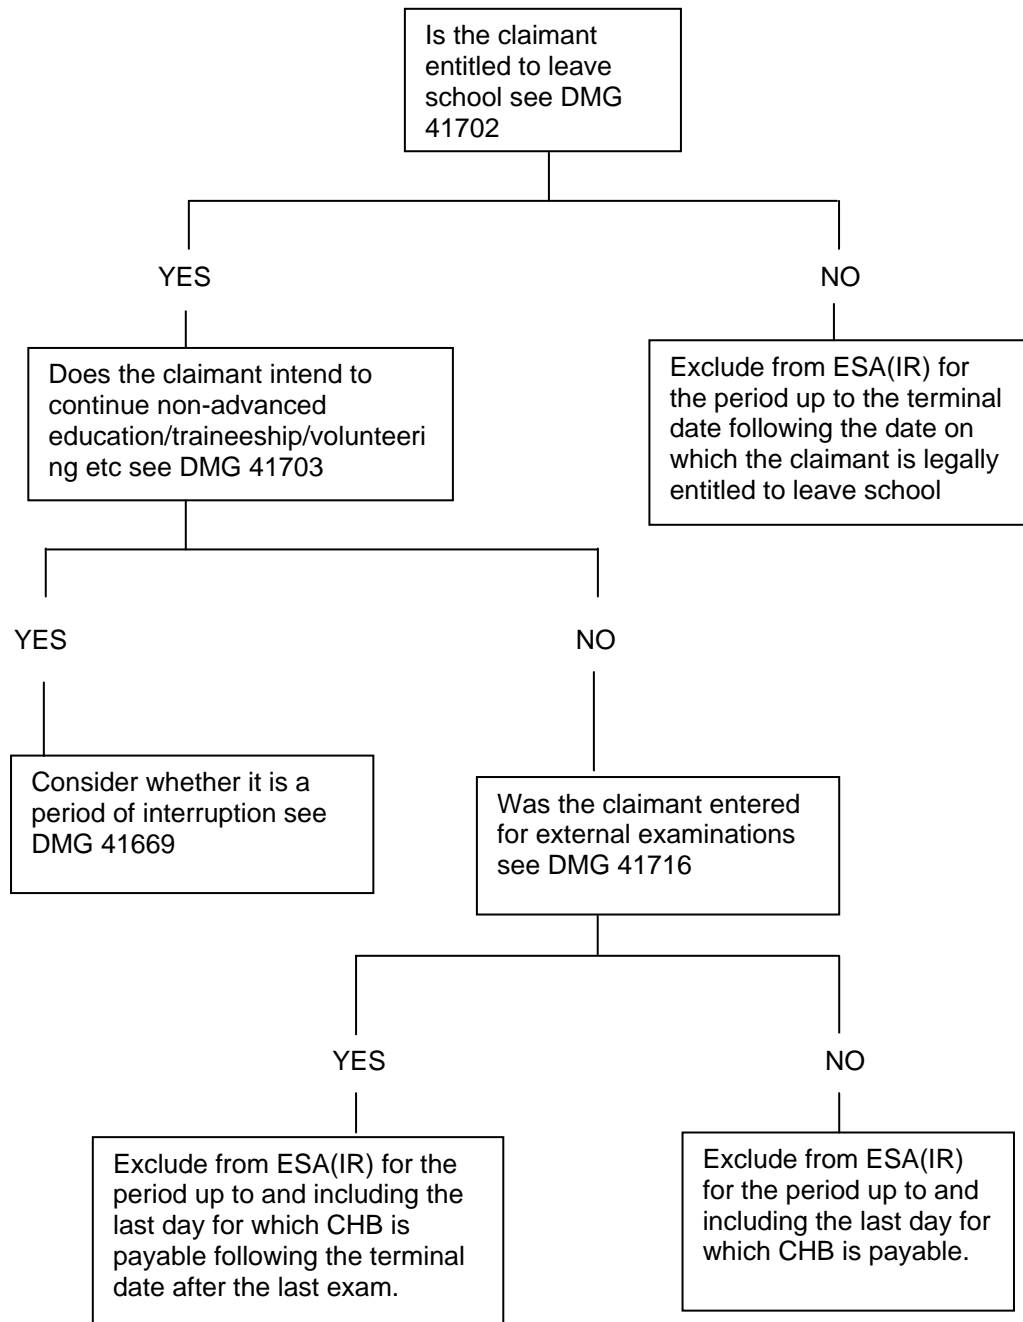 Is the claimant
entitled to leave
school see DMG
41702
YES
NO
Does the claimant intend to
continue non-advanced
education/traineeship/volunteeri
ng etc see DMG 41703
Exclude from ESA(IR) for
the period up to the terminal
date following the date on
which the claimant is legally
entitled to leave school
YES
NO
Consider whether it is a
period of interruption see
DMG 41669
Was the claimant entered
for external examinations
see DMG 41716
YES
NO
Exclude from ESA(IR) for the
period up to and including the
last day for which CHB is
payable following the terminal
date after the last exam.
Exclude from ESA(IR)
for the period up to and
including the last day for
which CHB is payable.